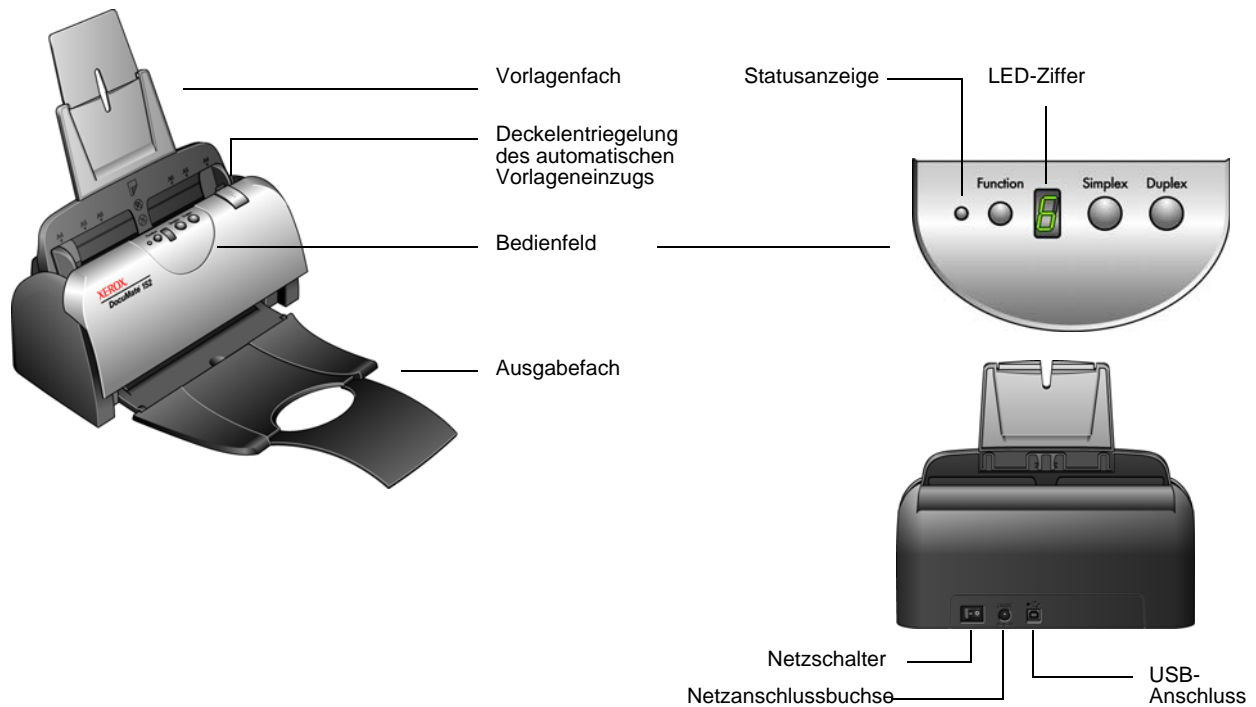 Vorlagenfach
Deckelentriegelung
des automatischen
Vorlageneinzugs
Bedienfeld
Ausgabefach
XEROX
DocuMate 152
Statusanzeige
LED-Ziffer
Function
6
Simplex
Duplex
Netzschalter
Netzanschlussbuchse
USB-
Anschluss